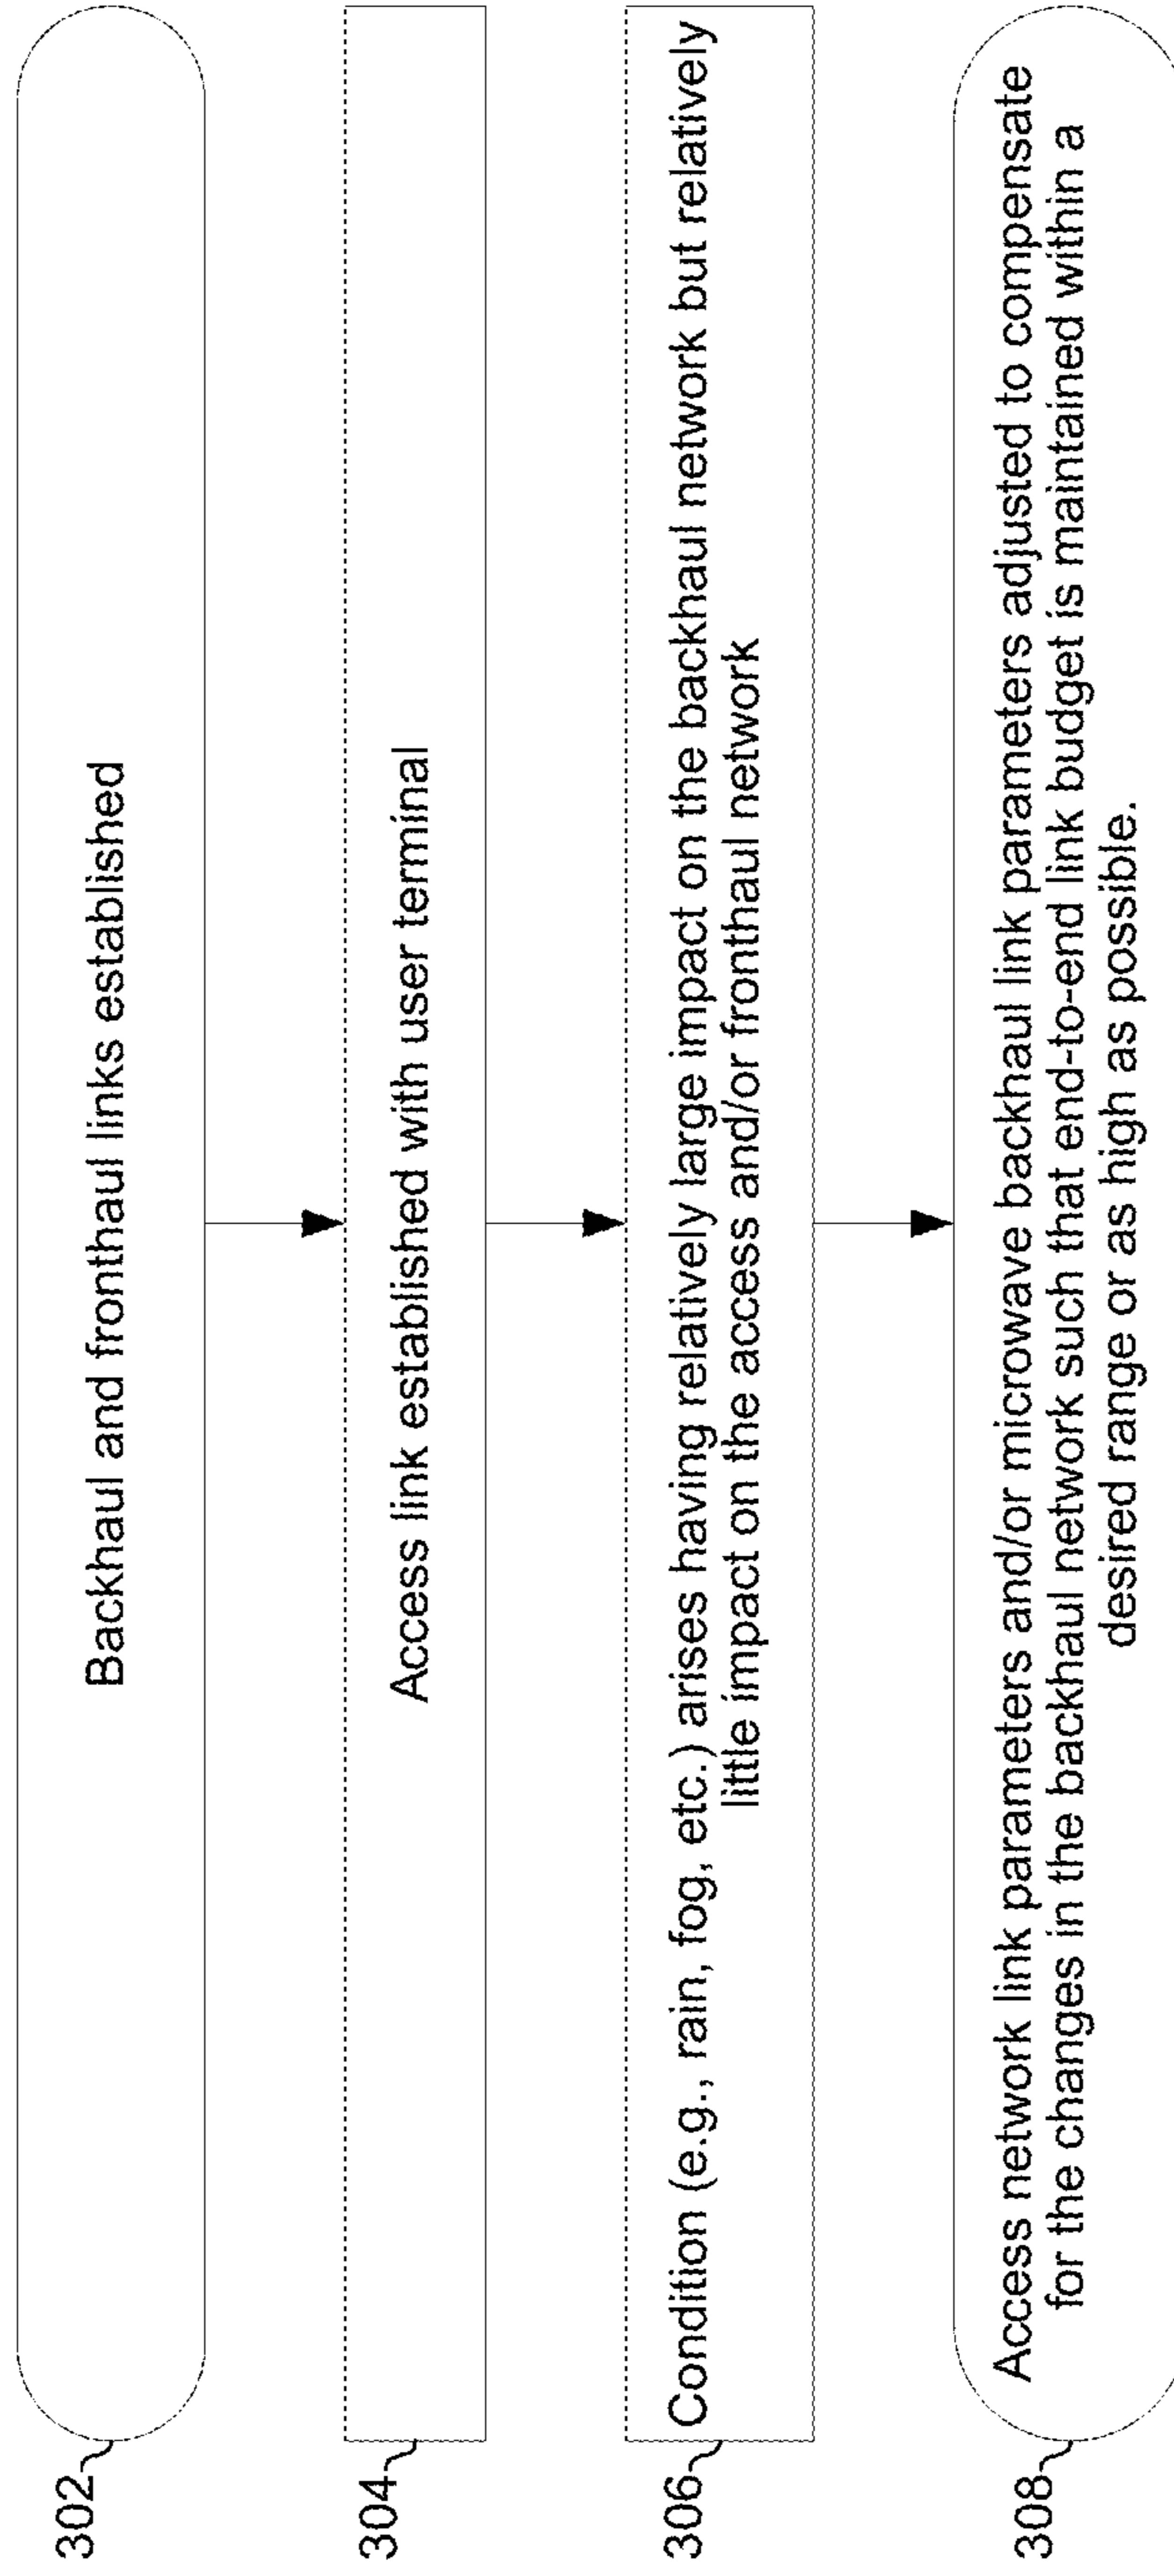 302
Backhaul and fronthaul links established
304
Access link established with user terminal
306
Condition (e.g., rain, fog, etc.) arises having relatively large impact on the backhaul network but relatively
little impact on the access and/or fronthaul network
308
Access network link parameters and/or microwave backhaul link parameters adjusted to compensate
for the changes in the backhaul network such that end-to-end link budget is maintained within a
desired range or as high as possible.